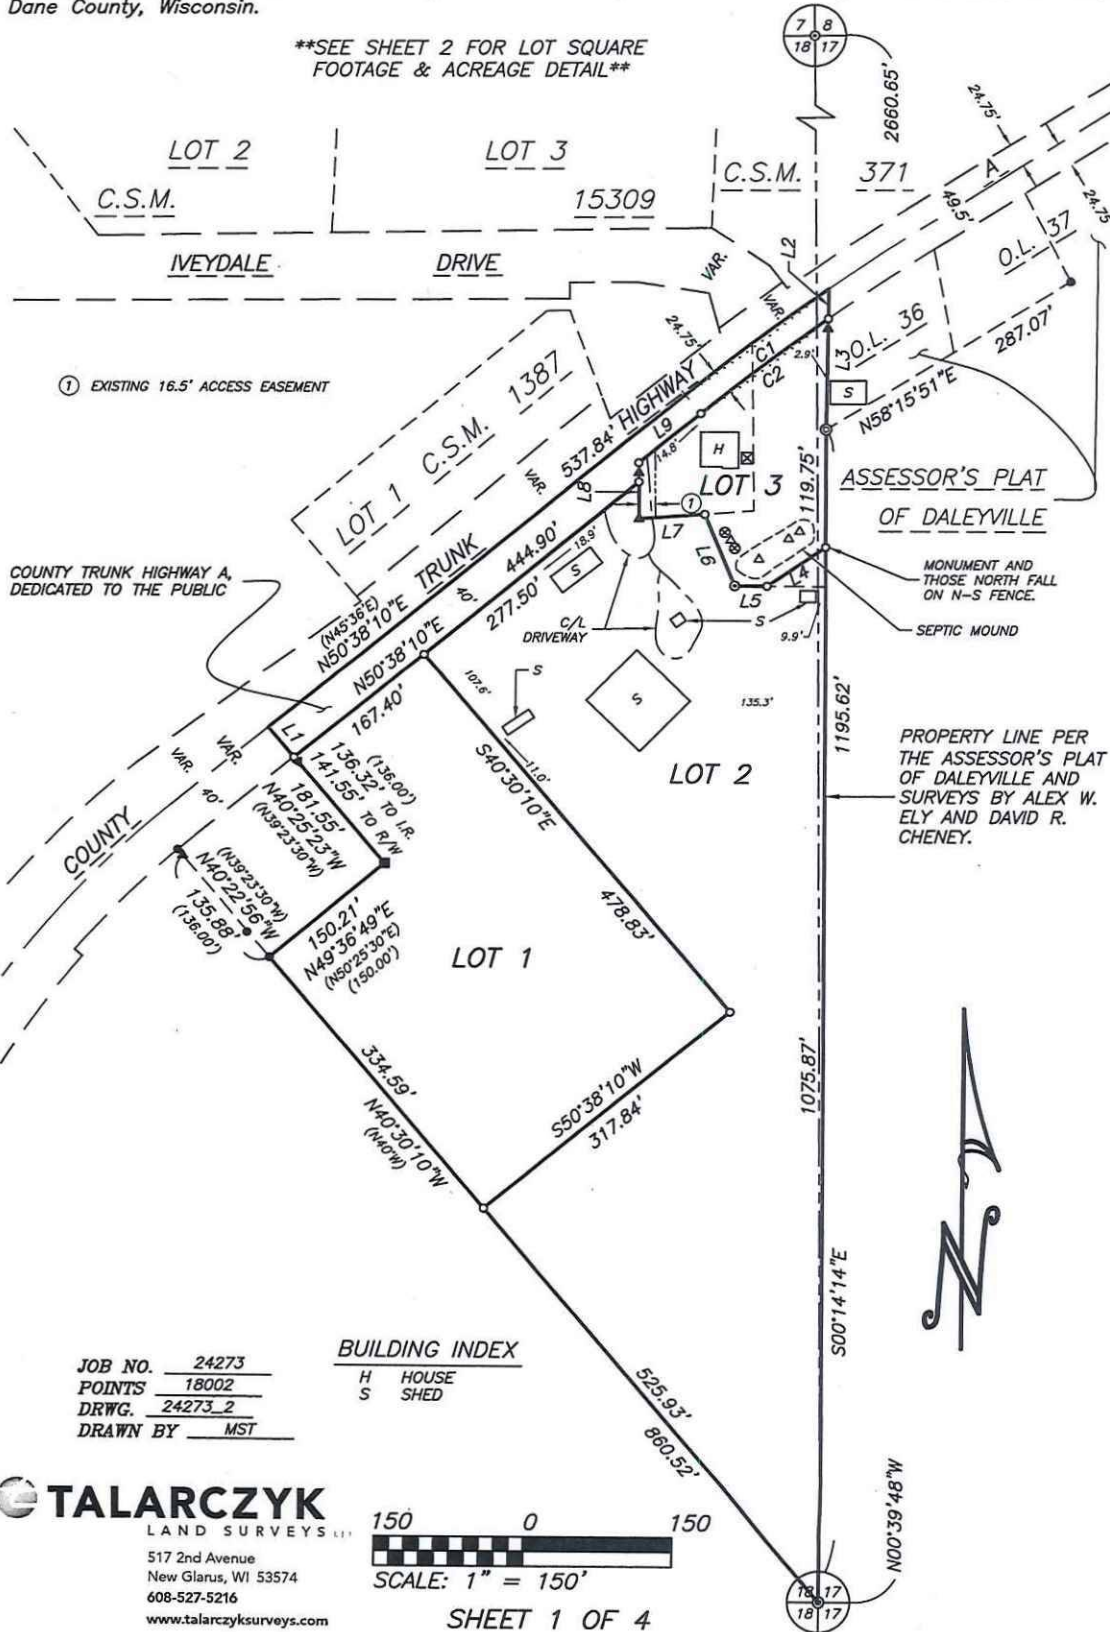 Dane County, Wisconsin.
**SEE SHEET 2 FOR LOT SQUARE
FOOTAGE & ACREAGE DETAIL**
7 8
18 17
2660.65'
LOT 2
LOT 3
C.S.M.
371
C.S.M.
15309
24.75'
A
49.5'
24.75
L2
O.L. 37
IVEYDALE
DRIVE
VAR.
VAR.
24.75'
C1
C2
2.9'
L3
O.L. 36
287.07'
N58°15'51"E
① EXISTING 16.5' ACCESS EASEMENT
LOT 1 C.S.M. 1387
HIGHWAY
537.84'
VAR.
L9
14.8'
H
S
LOT 3
119.75'
ASSESSOR'S PLAT
OF DALEYVILLE
L8
①
L7
L6
L4
L5
TRUNK
444.90'
18.9'
S
40'
277.50'
COUNTY TRUNK HIGHWAY A,
DEDICATED TO THE PUBLIC
(N45°36'E)
N50°38'10"E
N50°38'10"E
C/L
DRIVEWAY
S
9.9'
MONUMENT AND
THOSE NORTH FALL
ON N-S FENCE.
SEPTIC MOUND
107.6'
S
S
135.3'
1195.62'
167.40'
L1
11.0'
LOT 2
PROPERTY LINE PER
THE ASSESSOR'S PLAT
OF DALEYVILLE AND
SURVEYS BY ALEX W.
ELY AND DAVID R.
CHENEY.
VAR.
VAR.
40'
COUNTY
(136.00')
136.32' TO I.R.
141.55' TO R/W
181.55'
N40°25'23"W
(N39°23'30"W)
S40°30'10"E
478.83'
(N39°23'30"W)
N40°22'56"W
135.88'
(136.00')
150.21'
N49°36'49"E
(N50°25'30"E)
(150.00')
LOT 1
334.59'
N40°30'10"W
(N40°W)
S50°38'10"W
317.84'
1075.87'
N
S00°14'14"E
JOB NO. 24273
POINTS 18002
DRWG. 24273_2
DRAWN BY MST
BUILDING INDEX
H HOUSE
S SHED
525.93'
860.52'
N00°39'48"W
18 17
18 17
TALARCZYK
LAND SURVEYS
517 2nd Avenue
New Glarus, WI 53574
608-527-5216
www.talarczyksurveys.com
150 0 150
SCALE: 1" = 150'
SHEET 1 OF 4